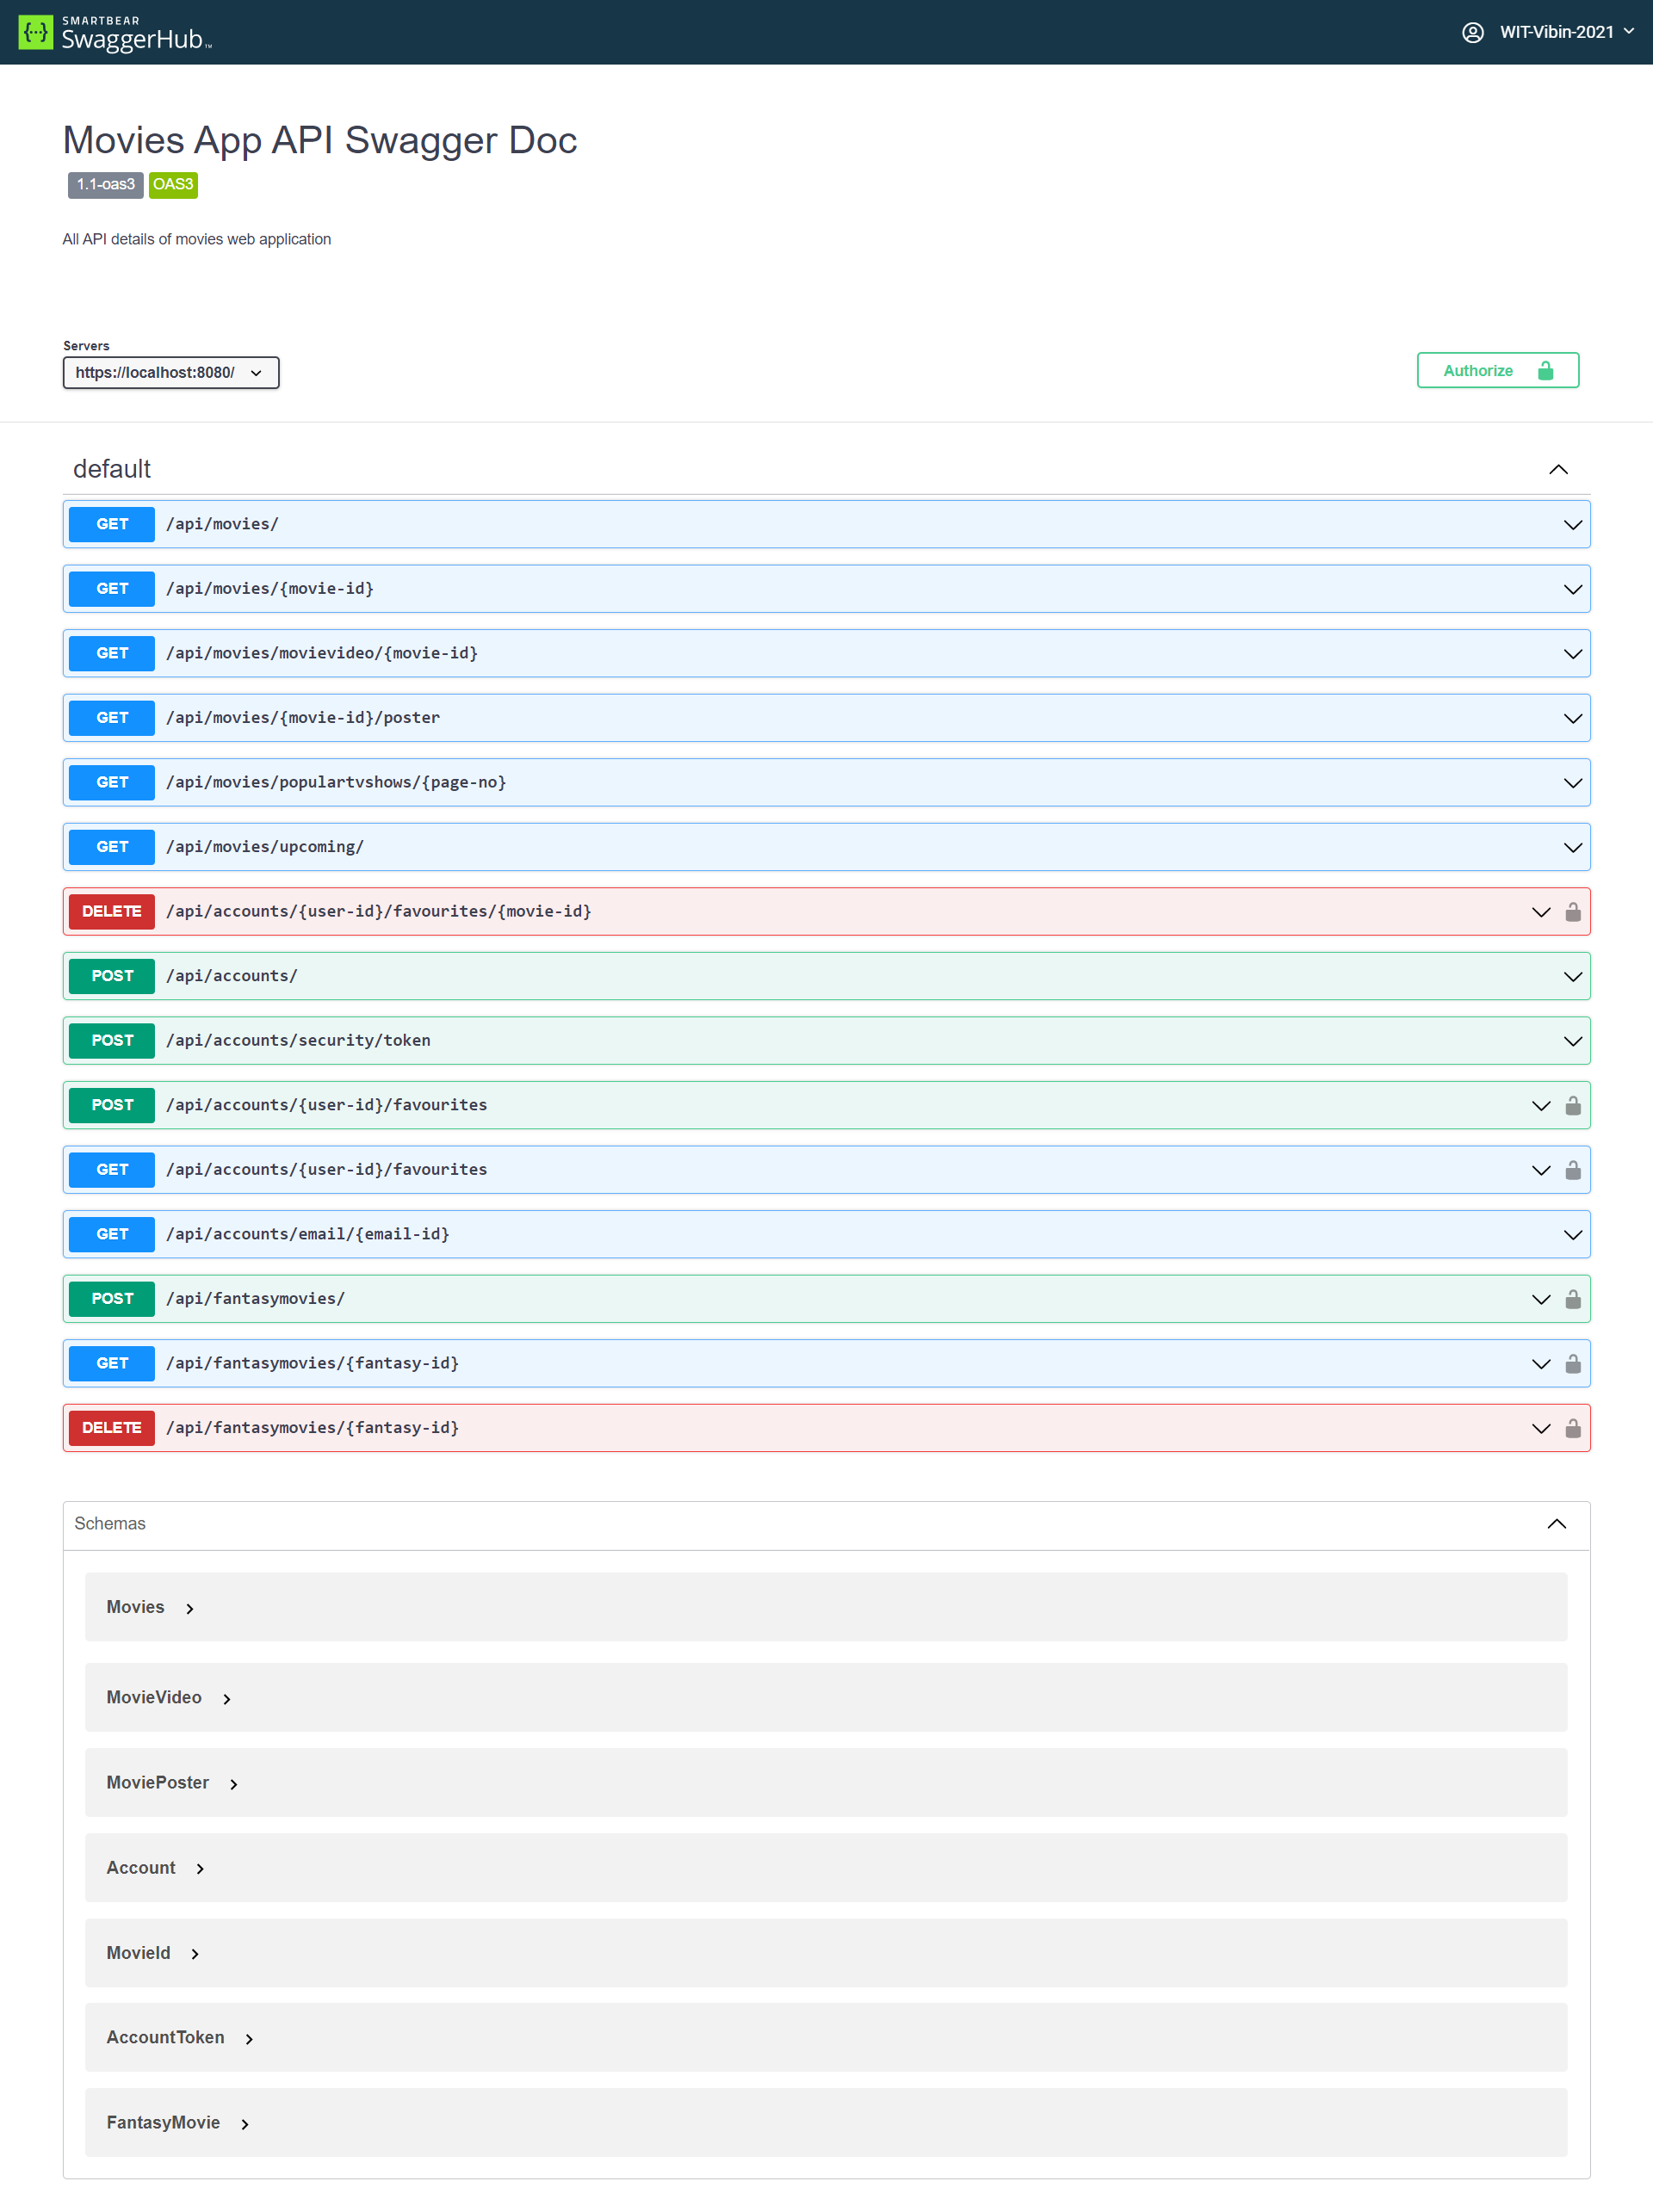 SMARTBEAR
SwaggerHub™
WIT-Vibin-2021
Movies App API Swagger Doc
1.1-oas3 OAS3
All API details of movies web application
Servers
https://localhost:8080/
Authorize
default
GET /api/movies/
GET /api/movies/{movie-id}
GET /api/movies/movievideo/{movie-id}
GET /api/movies/{movie-id}/poster
GET /api/movies/populartvshows/{page-no}
GET /api/movies/upcoming/
DELETE /api/accounts/{user-id}/favourites/{movie-id}
POST /api/accounts/
POST /api/accounts/security/token
POST /api/accounts/{user-id}/favourites
GET /api/accounts/{user-id}/favourites
GET /api/accounts/email/{email-id}
POST /api/fantasymovies/
GET /api/fantasymovies/{fantasy-id}
DELETE /api/fantasymovies/{fantasy-id}
Schemas
Movies
MovieVideo
MoviePoster
Account
MovieId
AccountToken
FantasyMovie